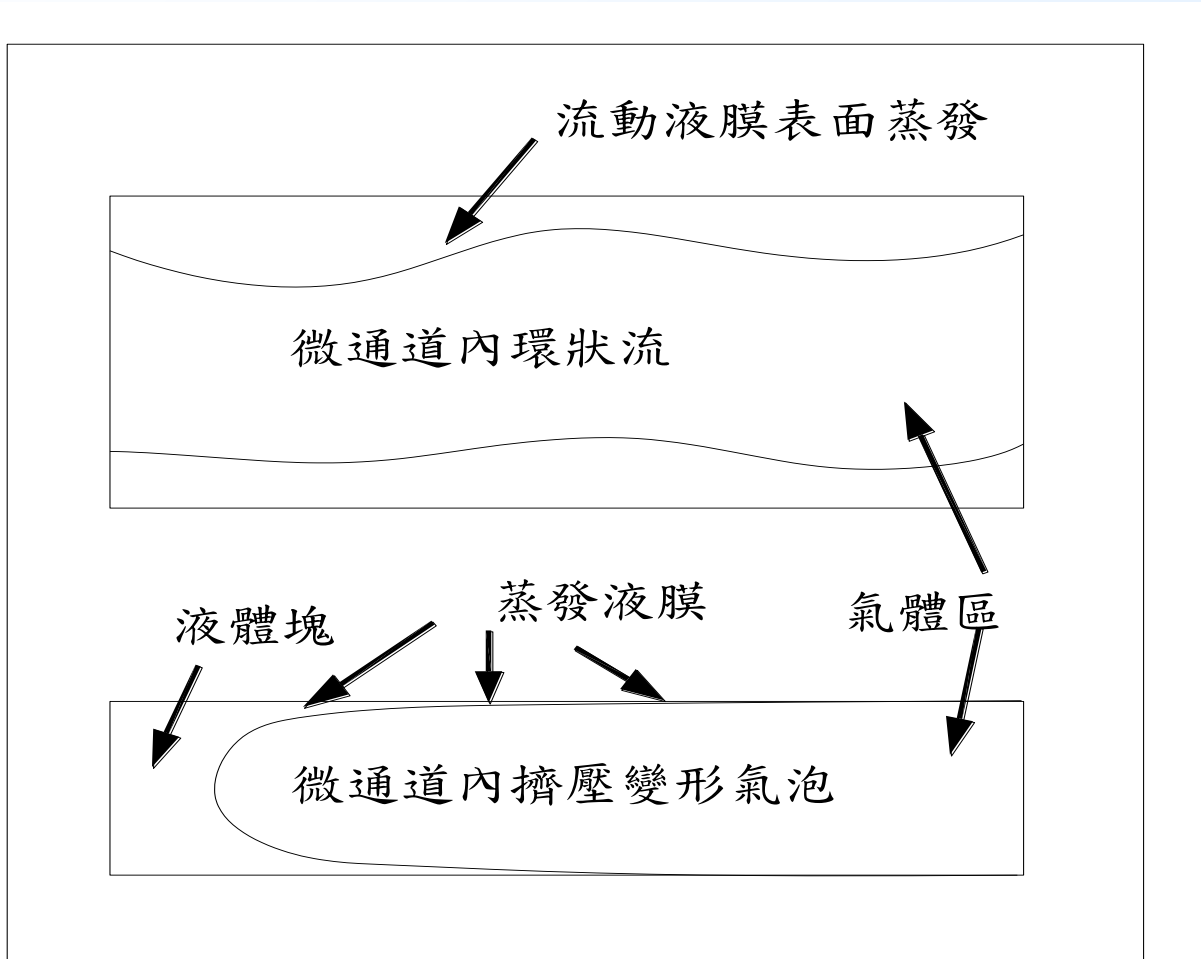 流動液膜表面蒸發
微通道內環狀流
蒸發液膜
氣體區
液體塊
微通道內擠壓變形氣泡